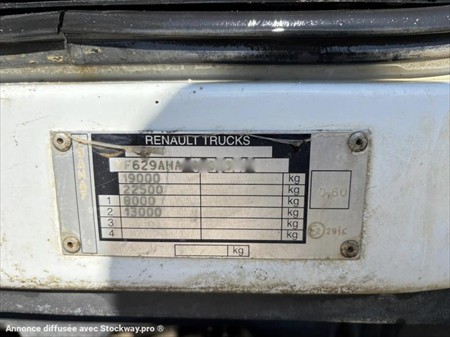 RENAULT TRUCKS
F629AHA
19000 kg
22500 kg
1 8000 kg
2 13000 kg
3 kg
4 kg
kg
Annonce diffusée avec Stockway.pro ®